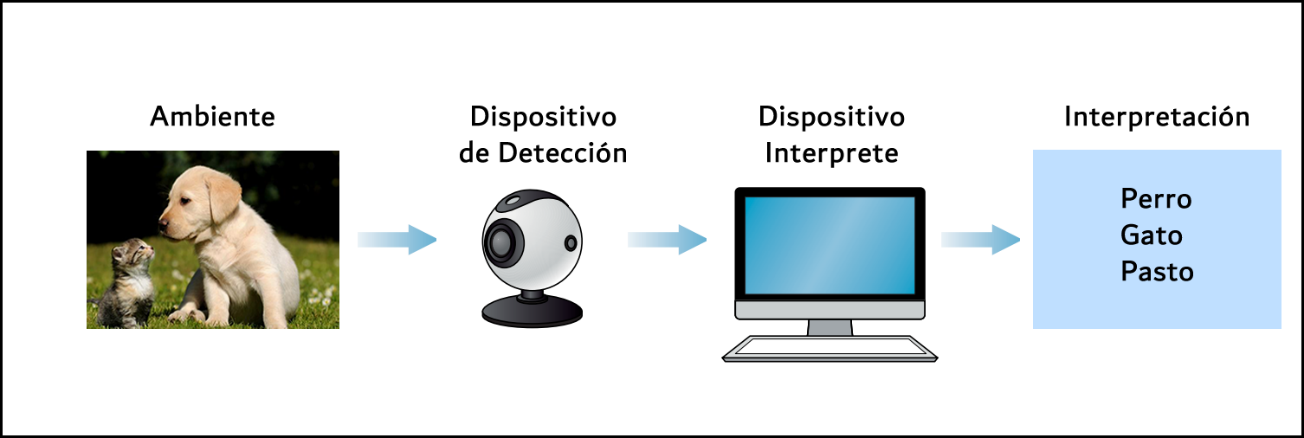 Ambiente
Dispositivo
de Detección
Dispositivo
Interprete
Interpretación
Perro
Gato
Pasto